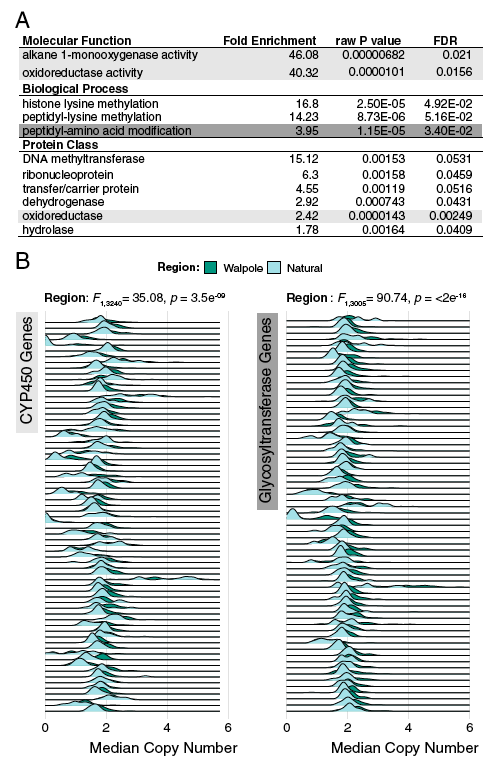 A
Molecular Function Fold Enrichment raw P value FDR
alkane 1-monooxygenase activity 46.08 0.00000682 0.021
oxidoreductase activity 40.32 0.0000101 0.0156
Biological Process
histone lysine methylation 16.8 2.50E-05 4.92E-02
peptidyl-lysine methylation 14.23 8.73E-06 5.16E-02
peptidyl-amino acid modification 3.95 1.15E-05 3.40E-02
Protein Class
DNA methyltransferase 15.12 0.00153 0.0531
ribonucleoprotein 6.3 0.00158 0.0459
transfer/carrier protein 4.55 0.00119 0.0516
dehydrogenase 2.92 0.000743 0.0431
oxidoreductase 2.42 0.0000143 0.00249
hydrolase 1.78 0.00164 0.0409
B
Region: Walpole Natural
Region: F1,3240= 35.08, p = 3.5e-09
Region : F1,3005= 90.74, p = <2e-16
CYP450 Genes
Glycosyltransferase Genes
0 2 4 6
0 2 4 6
Median Copy Number
Median Copy Number